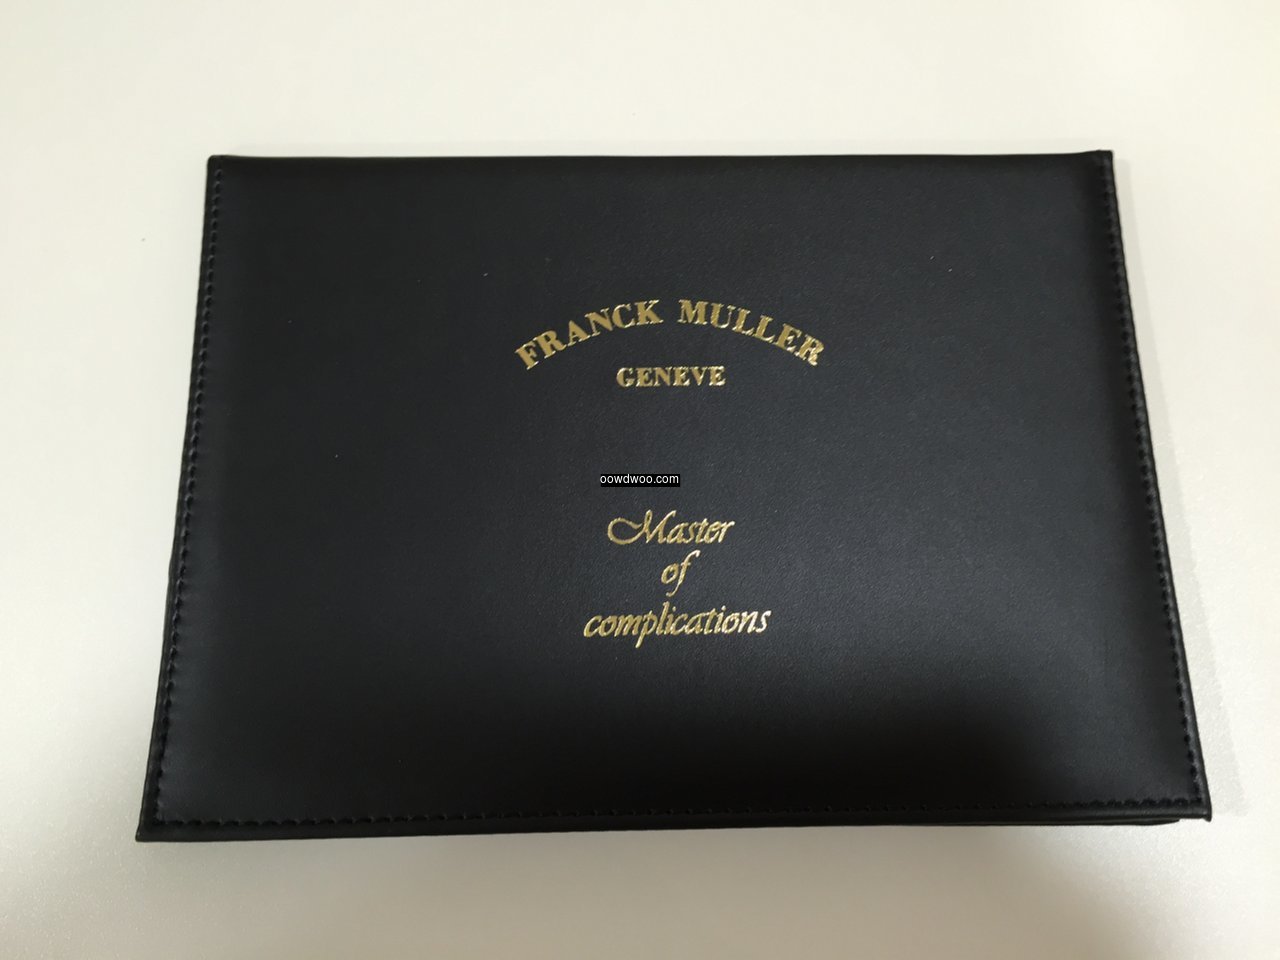 FRANCK MULLER
GENEVE
oowdwoo.com
Master
of
complications